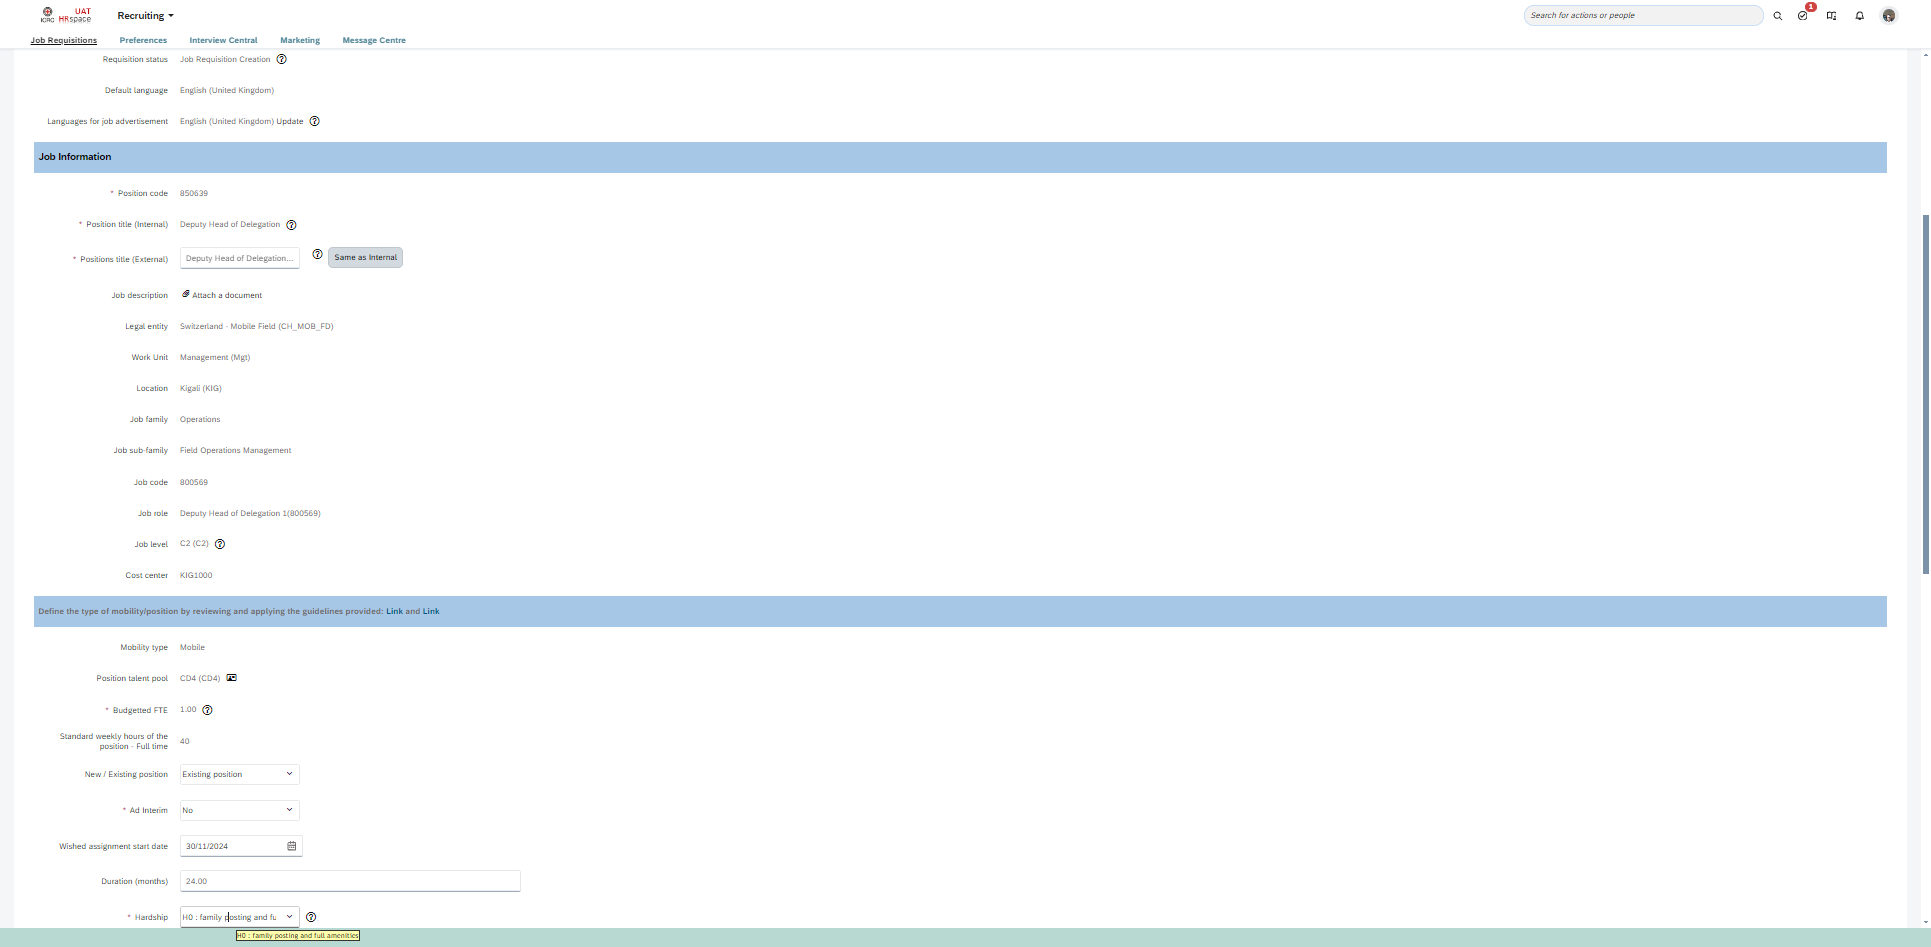 ICRC UAT HRspace Recruiting Search for actions or people 1
Job Requisitions Preferences Interview Central Marketing Message Centre
Requisition status Job Requisition Creation ?
Default language English (United Kingdom)
Languages for job advertisement English (United Kingdom) Update ?
Job Information
* Position code 850639
* Position title (Internal) Deputy Head of Delegation ?
* Positions title (External) Deputy Head of Delegation... ? Same as Internal
Job description Attach a document
Legal entity Switzerland - Mobile Field (CH_MOB_FD)
Work Unit Management (Mgt)
Location Kigali (KIG)
Job family Operations
Job sub-family Field Operations Management
Job code 800569
Job role Deputy Head of Delegation 1(800569)
Job level C2 (C2) ?
Cost center KIG1000
Define the type of mobility/position by reviewing and applying the guidelines provided: Link and Link
Mobility type Mobile
Position talent pool CD4 (CD4)
* Budgetted FTE 1.00 ?
Standard weekly hours of the
position - Full time 40
New / Existing position Existing position
* Ad Interim No
Wished assignment start date 30/11/2024
Duration (months) 24.00
* Hardship H0 : family posting and fu ?
H0 : family posting and full amenities